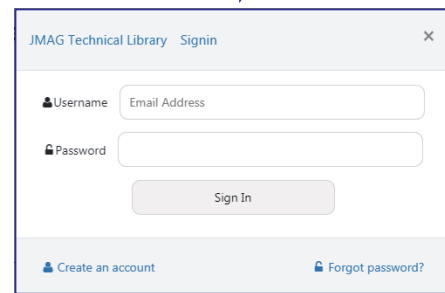 JMAG Technical Library Signin ×
Username Email Address
Password
Sign In
Create an account Forgot password?